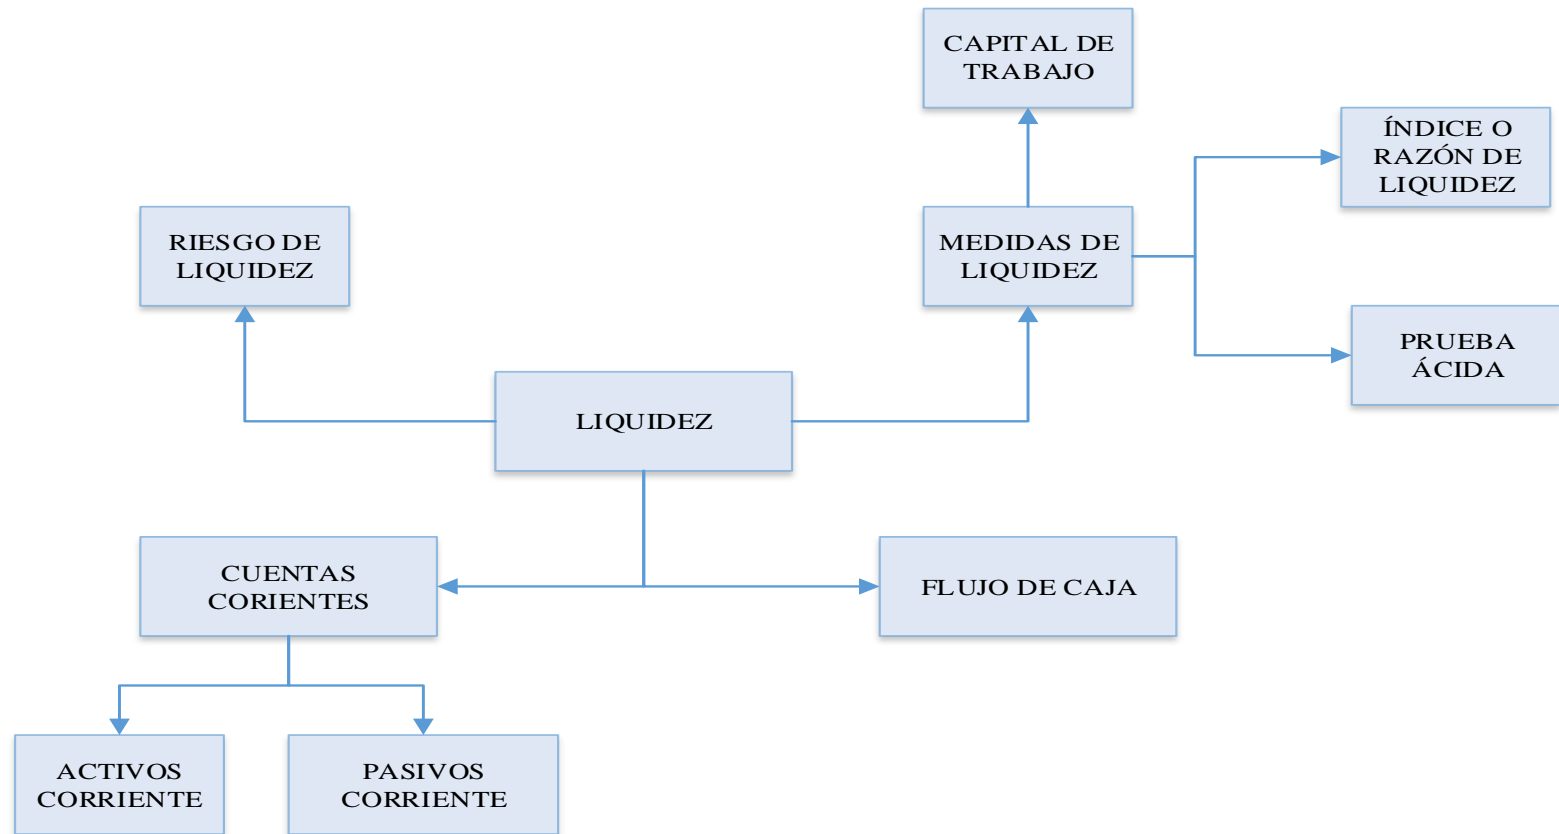 CAPITAL DE
TRABAJO
ÍNDICE O
RAZÓN DE
LIQUIDEZ
RIESGO DE
LIQUIDEZ
MEDIDAS DE
LIQUIDEZ
PRUEBA
ÁCIDA
LIQUIDEZ
CUENTAS
CORIENTES
FLUJO DE CAJA
ACTIVOS
CORRIENTE
PASIVOS
CORRIENTE